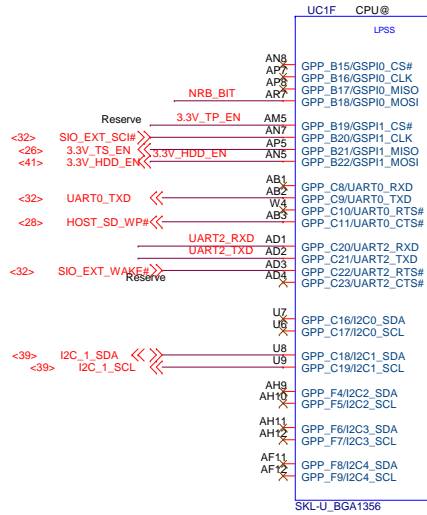 UC1F CPU@
LPSS
AN8 GPP_B15/GSPI0_CS#
AP7 GPP_B16/GSPI0_CLK
AP8 GPP_B17/GSPI0_MISO
NRB_BIT AR7 GPP_B18/GSPI0_MOSI
Reserve 3.3V_TP_EN AM5 GPP_B19/GSPI1_CS#
<32> SIO_EXT_SCI# AN7 GPP_B20/GSPI1_CLK
<26> 3.3V_TS_EN AP5 GPP_B21/GSPI1_MISO
<41> 3.3V_HDD_EN 3.3V_HDD_EN AN5 GPP_B22/GSPI1_MOSI
AB1 GPP_C8/UART0_RXD
<32> UART0_TXD AB2 GPP_C9/UART0_TXD
W4 GPP_C10/UART0_RTS#
<28> HOST_SD_WP# AB3 GPP_C11/UART0_CTS#
UART2_RXD AD1 GPP_C20/UART2_RXD
UART2_TXD AD2 GPP_C21/UART2_TXD
<32> SIO_EXT_WAKE# AD3 GPP_C22/UART2_RTS#
Reserve AD4 GPP_C23/UART2_CTS#
U7 GPP_C16/I2C0_SDA
U6 GPP_C17/I2C0_SCL
<39> I2C_1_SDA U8 GPP_C18/I2C1_SDA
<39> I2C_1_SCL U9 GPP_C19/I2C1_SCL
AH9 GPP_F4/I2C2_SDA
AH10 GPP_F5/I2C2_SCL
AH11 GPP_F6/I2C3_SDA
AH12 GPP_F7/I2C3_SCL
AF11 GPP_F8/I2C4_SDA
AF12 GPP_F9/I2C4_SCL
SKL-U_BGA1356